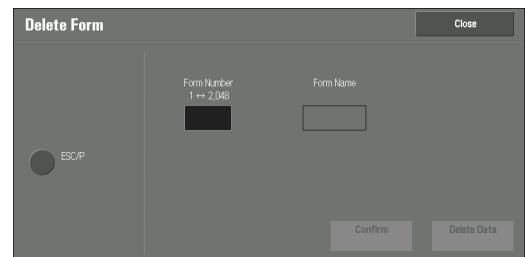 Delete Form
Close
Form Number
1 ↔ 2,048
Form Name
ESC/P
Confirm
Delete Data